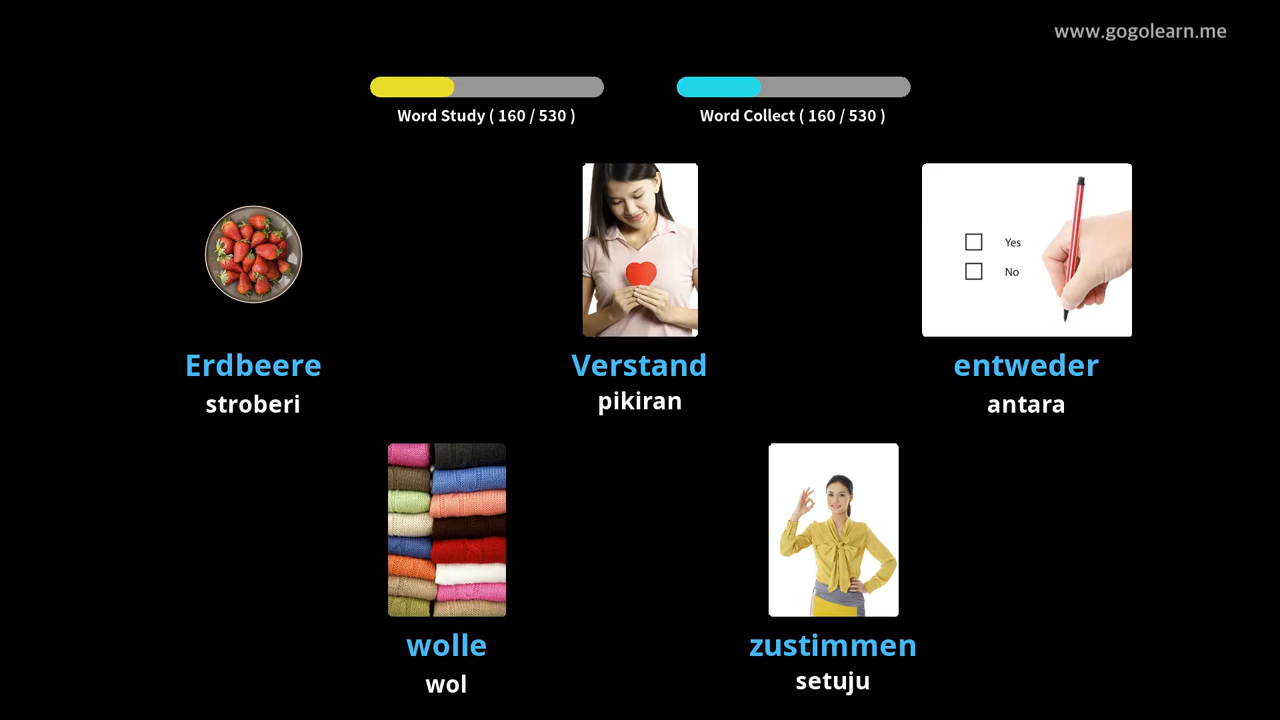 www.gogolearn.me
Word Study ( 160 / 530 )
Word Collect ( 160 / 530 )
Yes
No
Erdbeere
Verstand
entweder
stroberi
pikiran
antara
wolle
zustimmen
wol
setuju